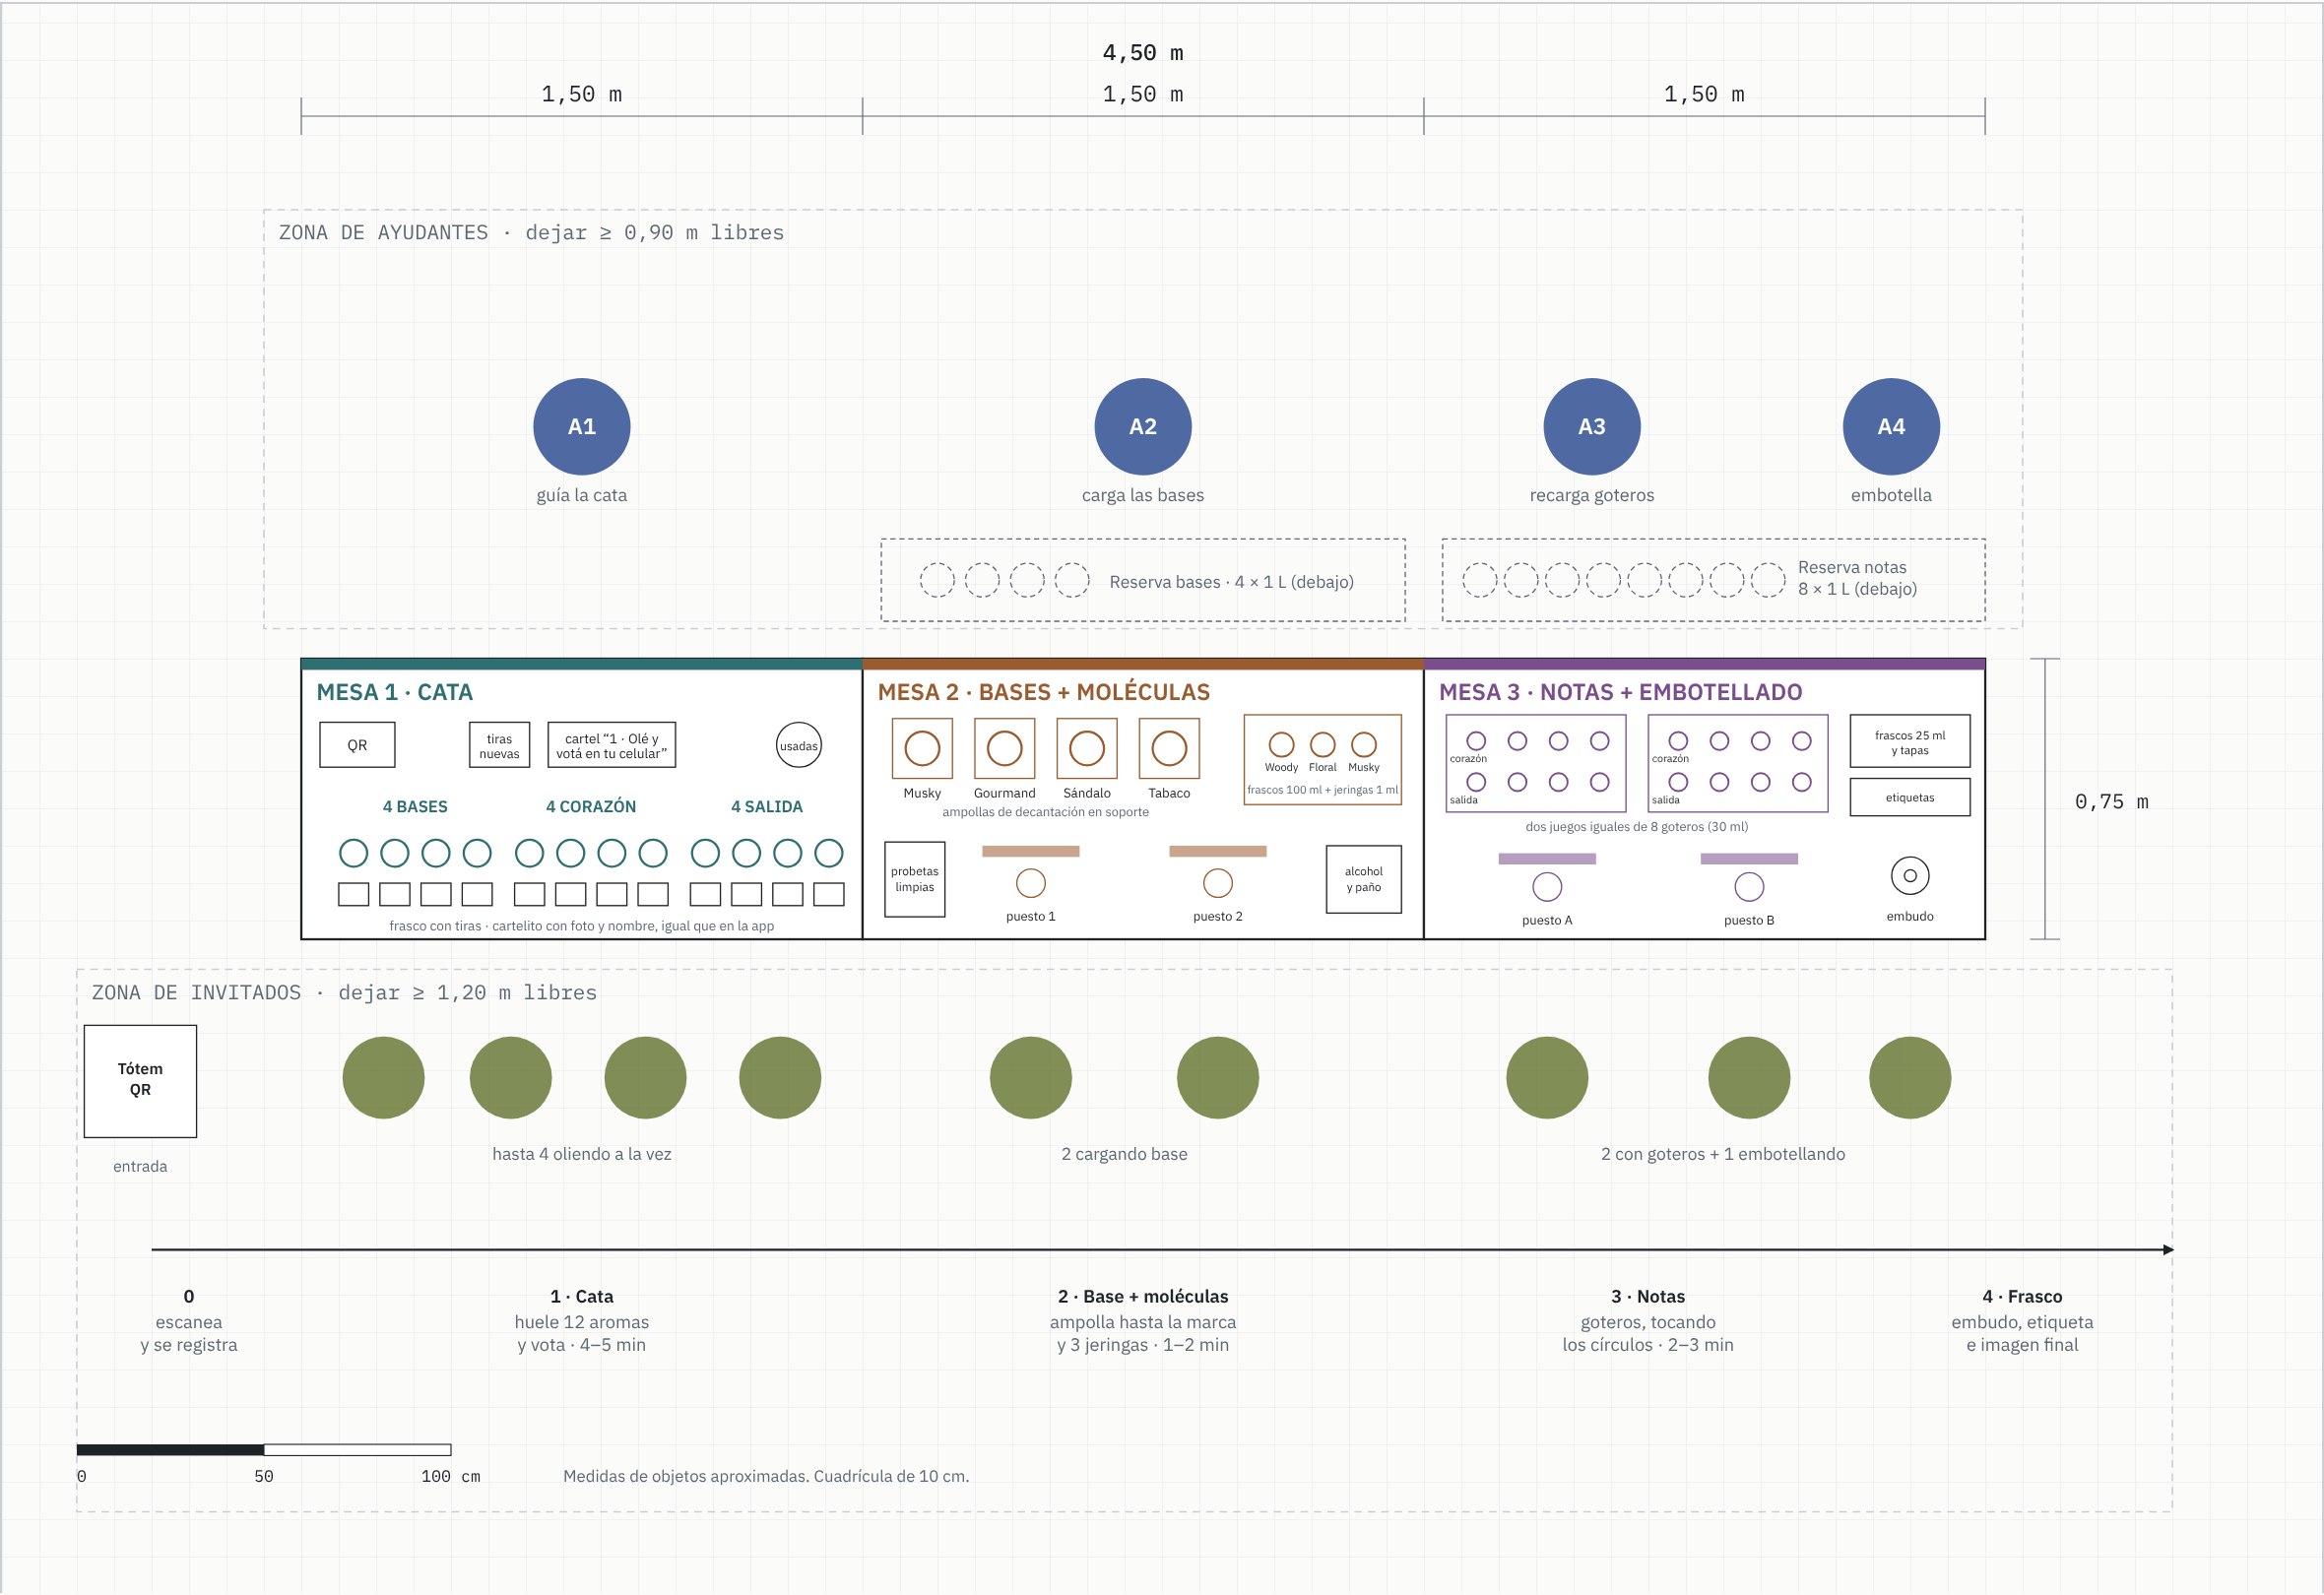 4,50 m
1,50 m
1,50 m
1,50 m
ZONA DE AYUDANTES · dejar ≥ 0,90 m libres
A1
A2
A3
A4
guía la cata
carga las bases
recarga goteros
embotella
Reserva bases · 4 × 1 L (debajo)
Reserva notas
8 × 1 L (debajo)
MESA 1 · CATA
QR
tiras
nuevas
cartel “1 · Olé y
votá en tu celular”
usadas
4 BASES
4 CORAZÓN
4 SALIDA
frasco con tiras · cartelito con foto y nombre, igual que en la app
MESA 2 · BASES + MOLÉCULAS
Musky
Gourmand
Sándalo
Tabaco
ampollas de decantación en soporte
Woody
Floral
Musky
frascos 100 ml + jeringas 1 ml
probetas
limpias
puesto 1
puesto 2
alcohol
y paño
MESA 3 · NOTAS + EMBOTELLADO
corazón
salida
corazón
salida
dos juegos iguales de 8 goteros (30 ml)
frascos 25 ml
y tapas
etiquetas
puesto A
puesto B
embudo
0,75 m
ZONA DE INVITADOS · dejar ≥ 1,20 m libres
Tótem
QR
entrada
hasta 4 oliendo a la vez
2 cargando base
2 con goteros + 1 embotellando
0
escanea
y se registra
1 · Cata
huele 12 aromas
y vota · 4–5 min
2 · Base + moléculas
ampolla hasta la marca
y 3 jeringas · 1–2 min
3 · Notas
goteros, tocando
los círculos · 2–3 min
4 · Frasco
embudo, etiqueta
e imagen final
0
50
100 cm
Medidas de objetos aproximadas. Cuadrícula de 10 cm.